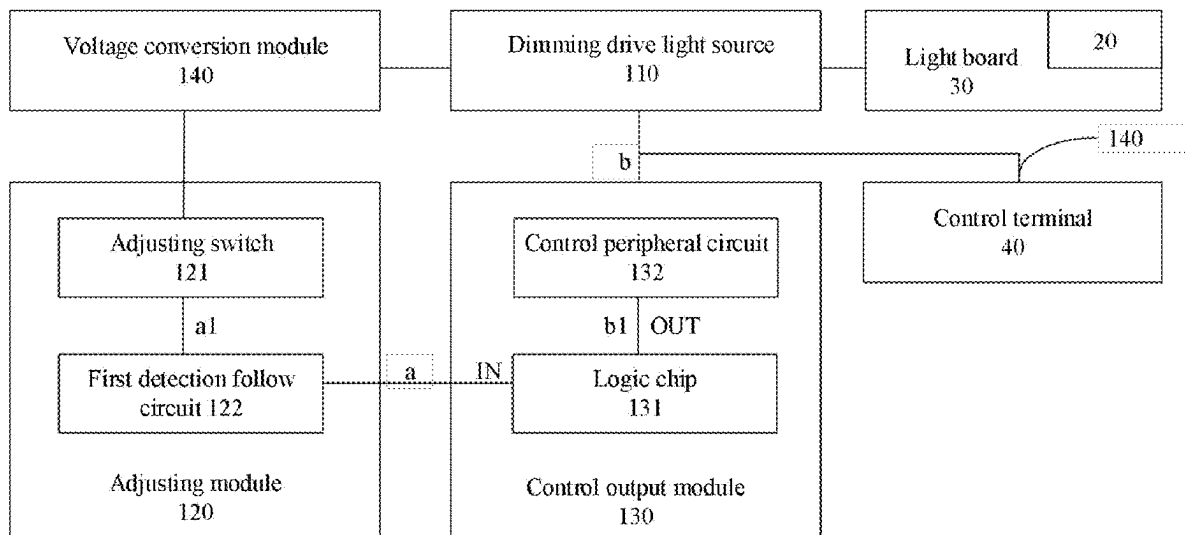 Voltage conversion module
140
Dimming drive light source
110
Light board
30
20
b
140
Adjusting switch
121
Control peripheral circuit
132
Control terminal
40
a1
b1 OUT
First detection follow
circuit 122
a
IN
Logic chip
131
Adjusting module
120
Control output module
130